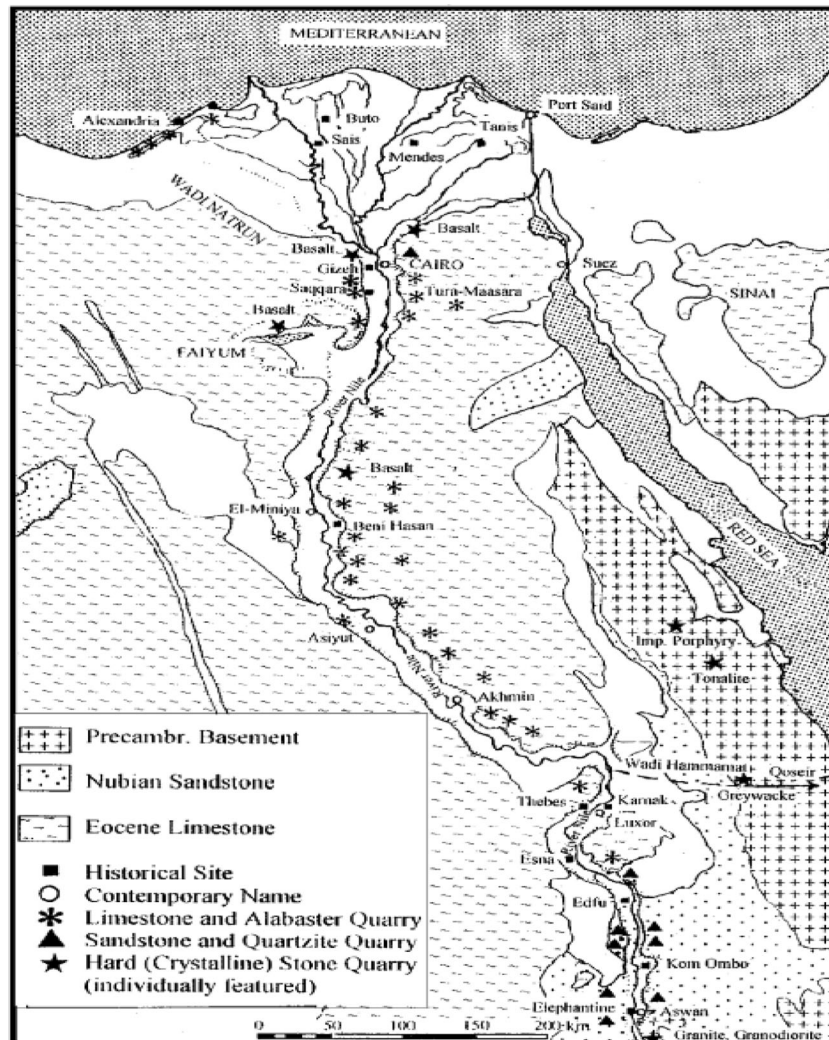 MEDITERRANEAN
Port Said
Alexandria
Buto
Tanis
Sais
Mendes
WADI NATRUN
Basalt
Basalt
Gizeh
CAIRO
Suez
Saqqara
Tura-Maasara
SINAI
Basalt
FAIYUM
River Nile
Basalt
El-Miniya
Beni Hasan
RED SEA
Asiyut
Imp. Porphyry
River Nile
Tonalite
Akhmin
Precambr. Basement
Wadi Hammamat
Qoseir
Nubian Sandstone
Greywacke
Thebes
Karnak
Luxor
River Nile
Eocene Limestone
Esna
Historical Site
Contemporary Name
Edfu
Limestone and Alabaster Quarry
Sandstone and Quartzite Quarry
Kom Ombo
Hard (Crystalline) Stone Quarry
(individually featured)
Elephantine
Aswan
0 50 100 150 200 km
Granite, Granodiorite